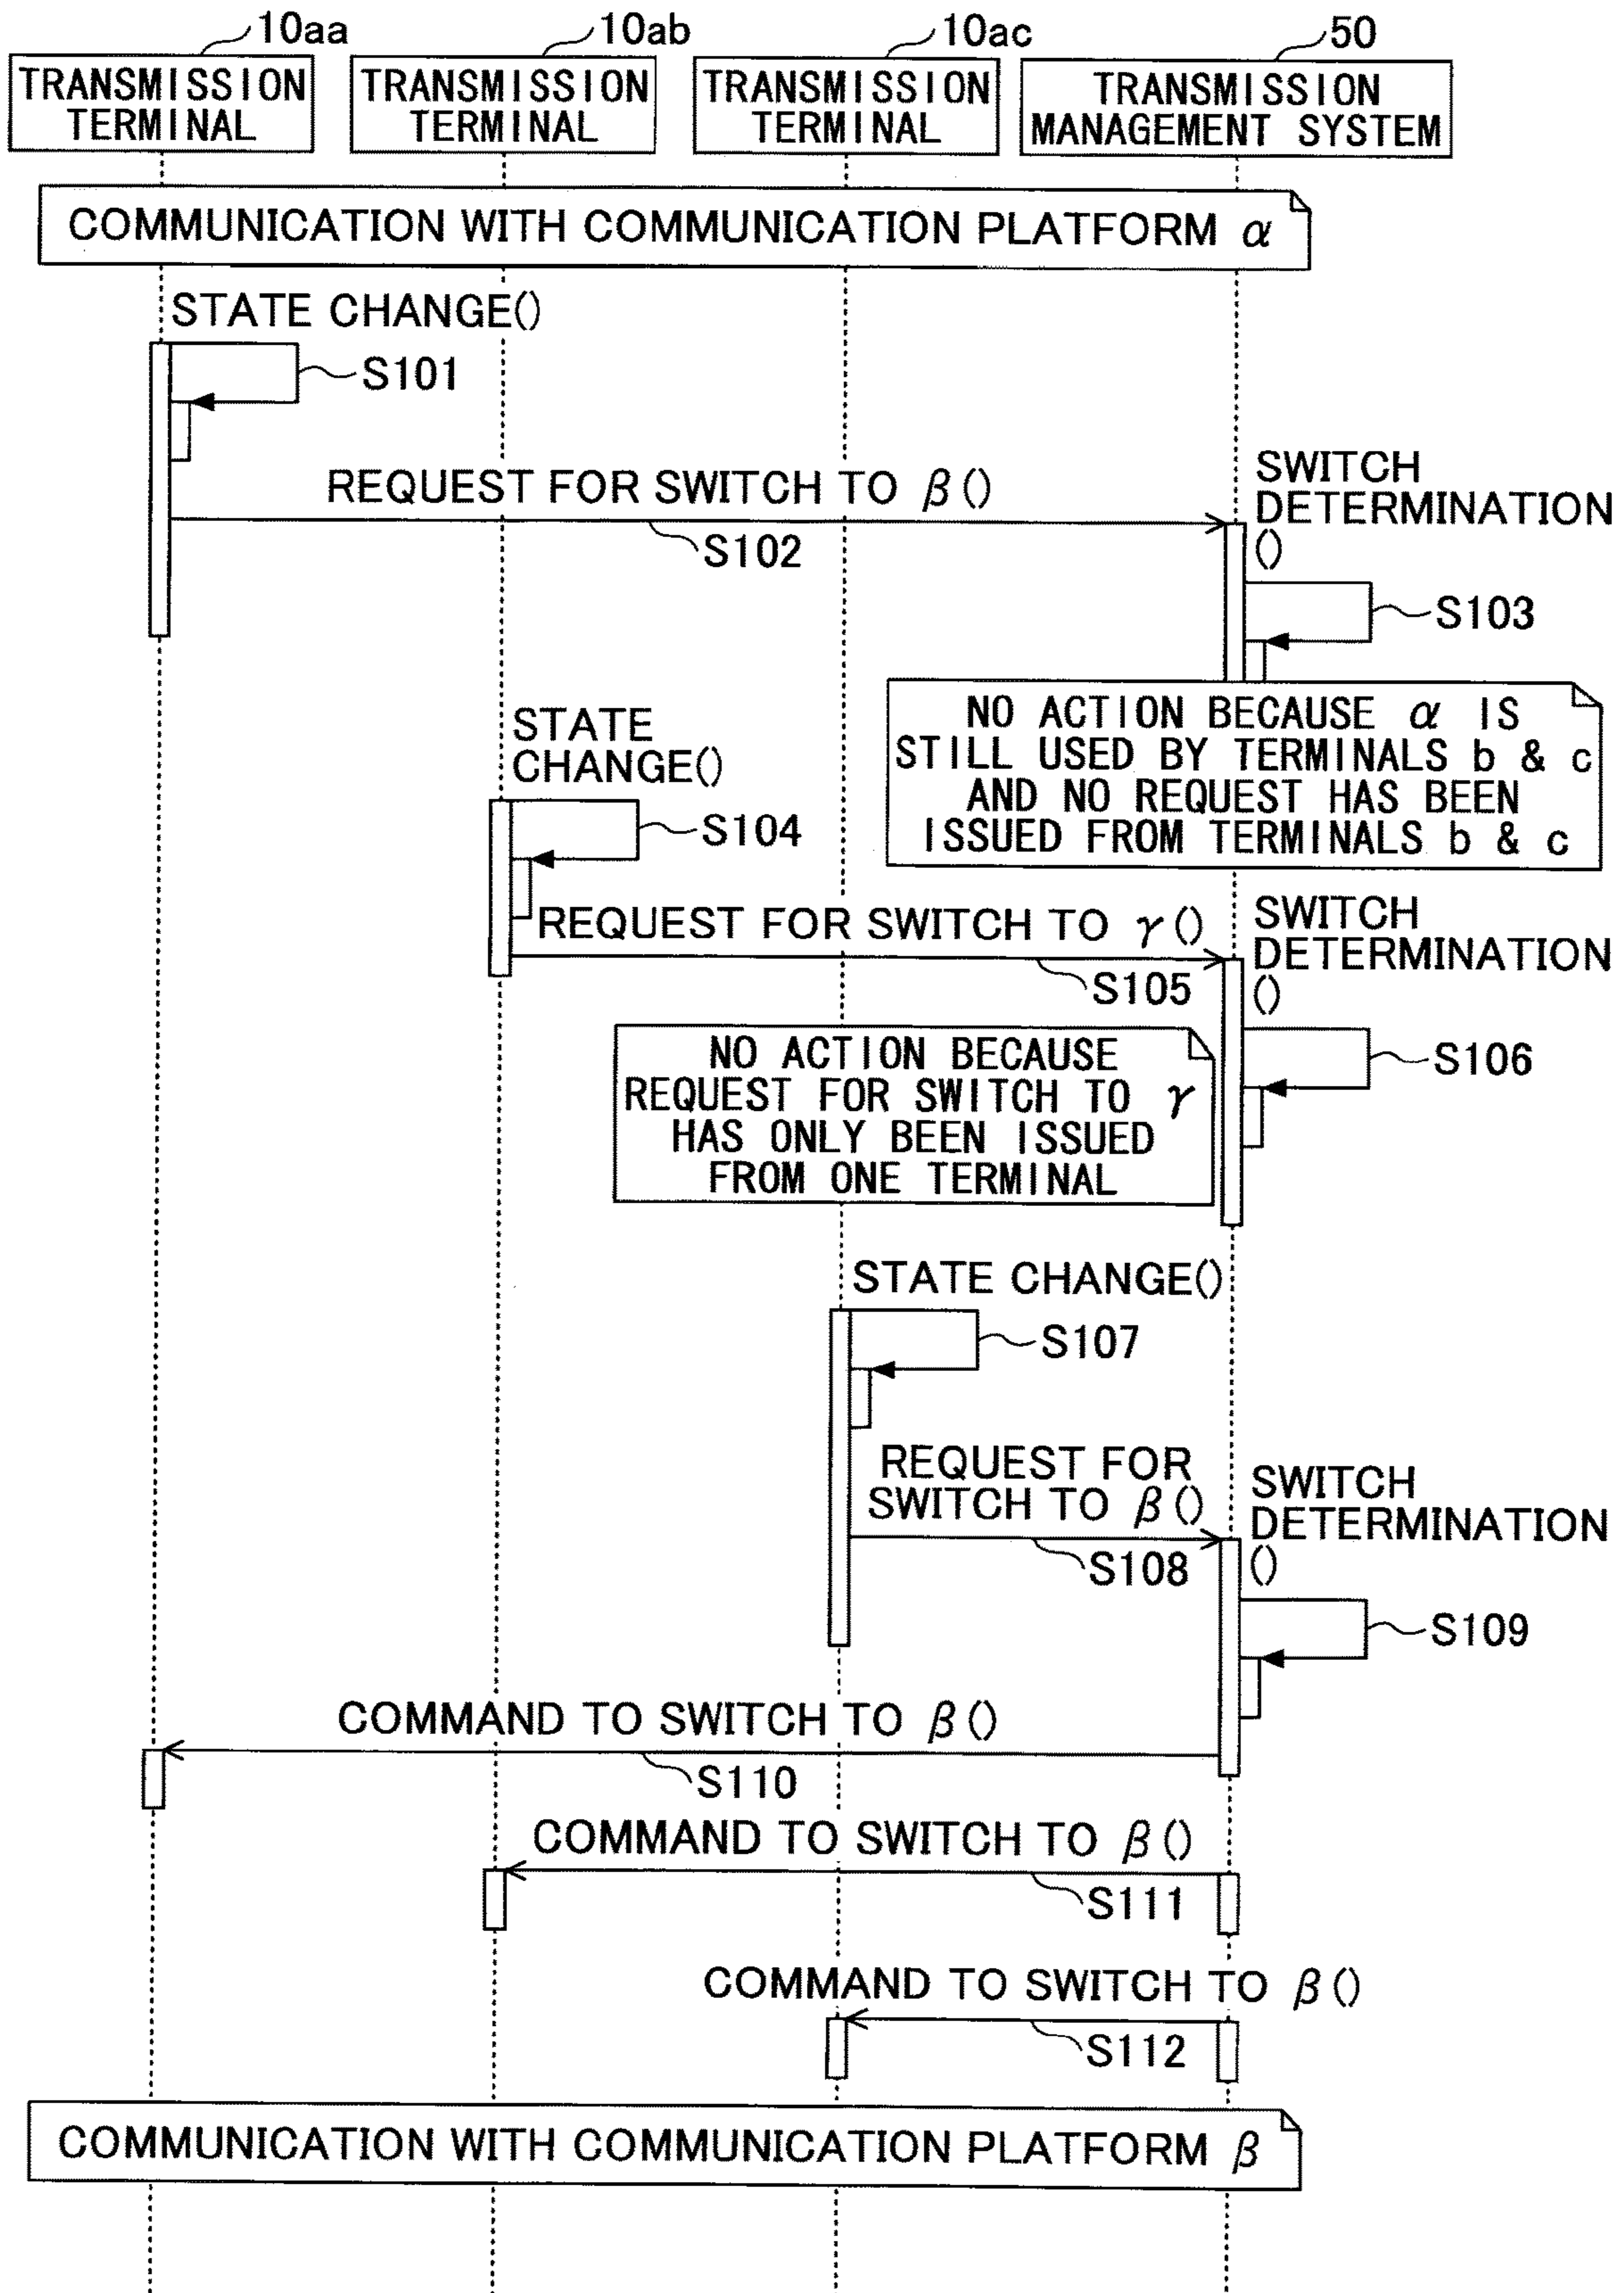 10aa
10ab
10ac
50
TRANSMISSION
TERMINAL
TRANSMISSION
TERMINAL
TRANSMISSION
TERMINAL
TRANSMISSION
MANAGEMENT SYSTEM
COMMUNICATION WITH COMMUNICATION PLATFORM α
STATE CHANGE()
S101
REQUEST FOR SWITCH TO β()
S102
SWITCH
DETERMINATION
()
S103
NO ACTION BECAUSE α IS
STILL USED BY TERMINALS b & c
AND NO REQUEST HAS BEEN
ISSUED FROM TERMINALS b & c
STATE
CHANGE()
S104
REQUEST FOR SWITCH TO γ()
S105
SWITCH
DETERMINATION
()
S106
NO ACTION BECAUSE
REQUEST FOR SWITCH TO γ
HAS ONLY BEEN ISSUED
FROM ONE TERMINAL
STATE CHANGE()
S107
REQUEST FOR
SWITCH TO β()
S108
SWITCH
DETERMINATION
()
S109
COMMAND TO SWITCH TO β()
S110
COMMAND TO SWITCH TO β()
S111
COMMAND TO SWITCH TO β()
S112
COMMUNICATION WITH COMMUNICATION PLATFORM β